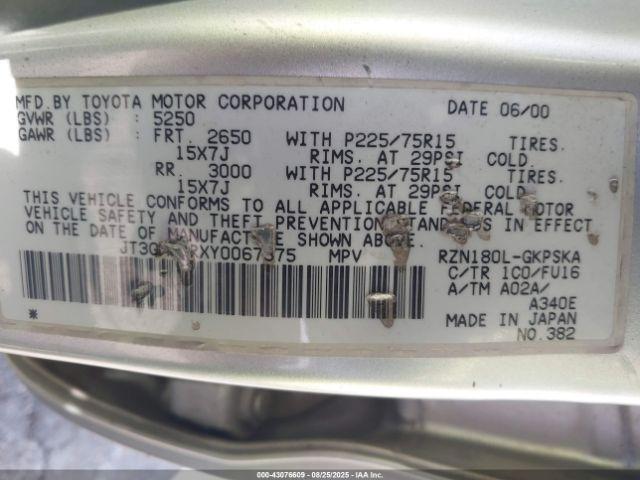 MFD.BY TOYOTA MOTOR CORPORATION DATE 06/00
GVWR (LBS) : 5250
GAWR (LBS) : FRT. 2650 WITH P225/75R15 TIRES.
15X7J RIMS. AT 29PSI COLD.
RR. 3000 WITH P225/75R15 TIRES.
15X7J RIMS. AT 29PSI COLD.
THIS VEHICLE CONFORMS TO ALL APPLICABLE FEDERAL MOTOR
VEHICLE SAFETY AND THEFT PREVENTION STANDARDS IN EFFECT
ON THE DATE OF MANUFACTURE SHOWN ABOVE.
MPV RZN180L-GKPSKA
C/TR 1C0/FU16
A/TM A02A/
A340E
MADE IN JAPAN
NO.382
000-43076609 - 08/25/2025 - IAAHQ